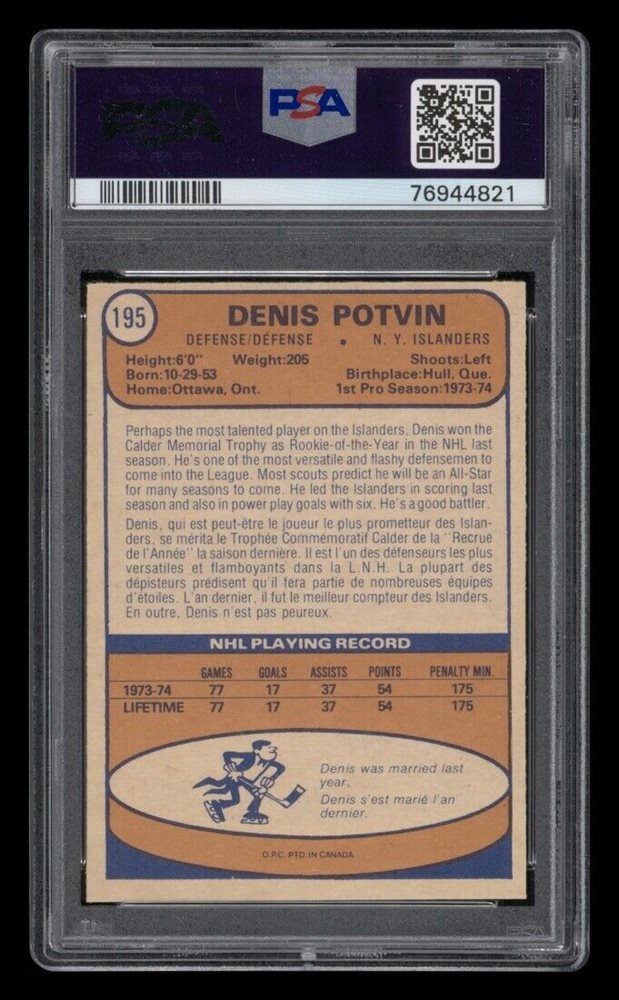 PSA
PSA
76944821
195
DENIS POTVIN
DEFENSE/DÉFENSE • N. Y. ISLANDERS
Height:6'0" Weight:205 Shoots:Left
Born:10-29-53 Birthplace:Hull, Que.
Home:Ottawa, Ont. 1st Pro Season:1973-74
Perhaps the most talented player on the Islanders, Denis won the
Calder Memorial Trophy as Rookie-of-the-Year in the NHL last
season. He's one of the most versatile and flashy defensemen to
come into the League. Most scouts predict he will be an All-Star
for many seasons to come. He led the Islanders in scoring last
season and also in power play goals with six. He's a good battler.
Denis, qui est peut-être le joueur le plus prometteur des Islan-
ders, se mérita le Trophée Commémoratif Calder de la "Recrue
de l'Année" la saison dernière. Il est l'un des défenseurs les plus
versatiles et flamboyants dans la L.N.H. La plupart des
dépisteurs prédisent qu'il fera partie de nombreuses équipes
d'étoiles. L'an dernier, il fut le meilleur compteur des Islanders.
En outre, Denis n'est pas peureux.
NHL PLAYING RECORD
GAMES GOALS ASSISTS POINTS PENALTY MIN.
1973-74 77 17 37 54 175
LIFETIME 77 17 37 54 175
Denis was married last
year.
Denis s'est marié l'an
dernier.
O.P.C. PTD. IN CANADA
PSA